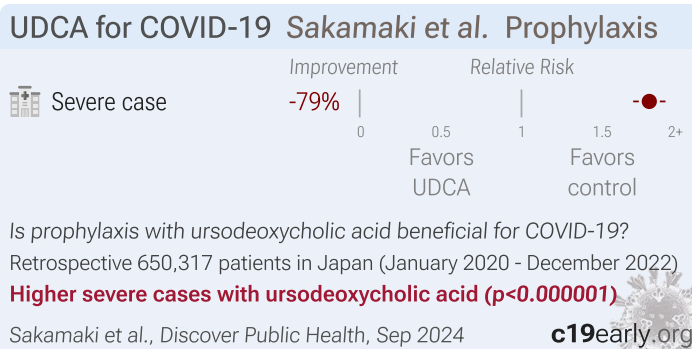 UDCA for COVID-19 Sakamaki et al. Prophylaxis
Improvement Relative Risk
Severe case -79%
0 0.5 1 1.5 2+
Favors Favors
UDCA control
Is prophylaxis with ursodeoxycholic acid beneficial for COVID-19?
Retrospective 650,317 patients in Japan (January 2020 - December 2022)
Higher severe cases with ursodeoxycholic acid (p<0.000001)
Sakamaki et al., Discover Public Health, Sep 2024 c19early.org